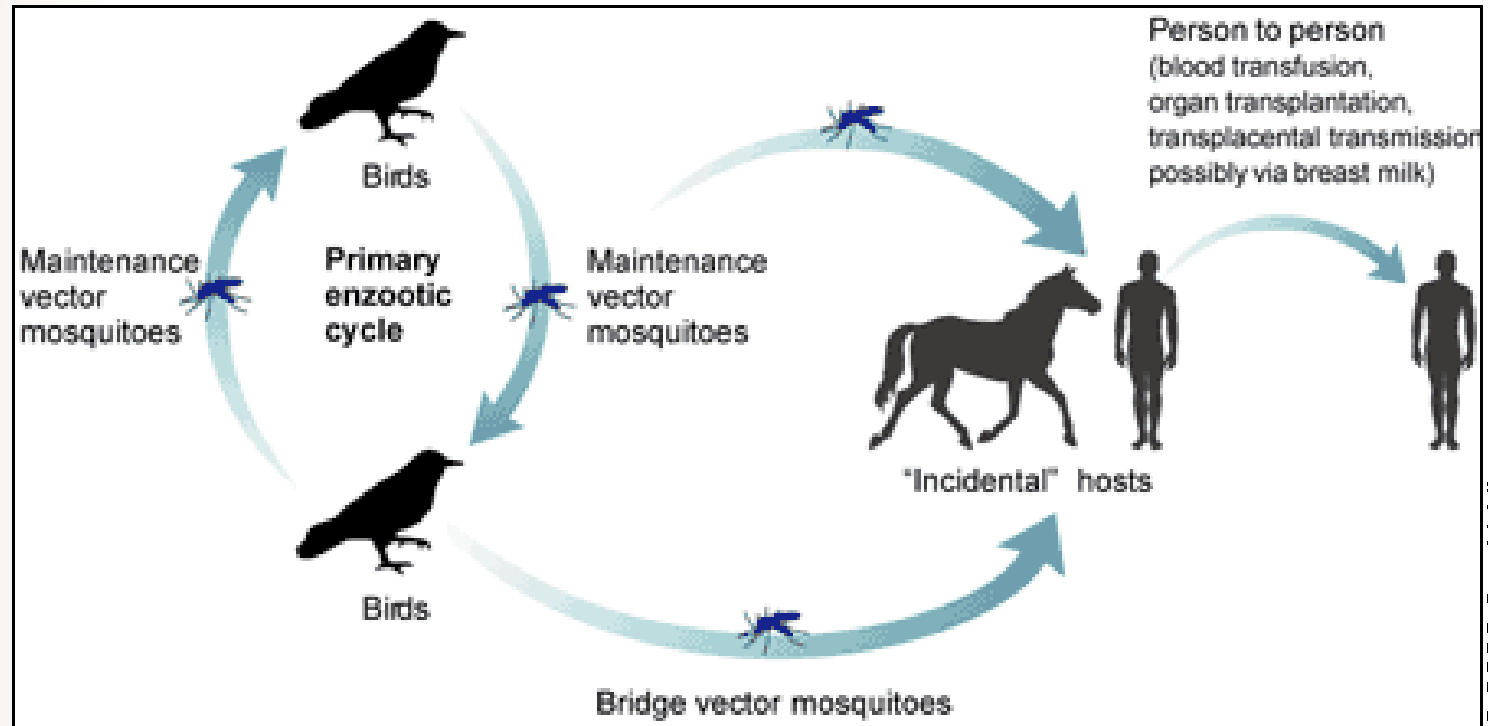 Person to person
(blood transfusion,
organ transplantation,
transplacental transmission
possibly via breast milk)
Birds
Maintenance
vector
mosquitoes
Primary
enzootic
cycle
Maintenance
vector
mosquitoes
"Incidental" hosts
Birds
Bridge vector mosquitoes